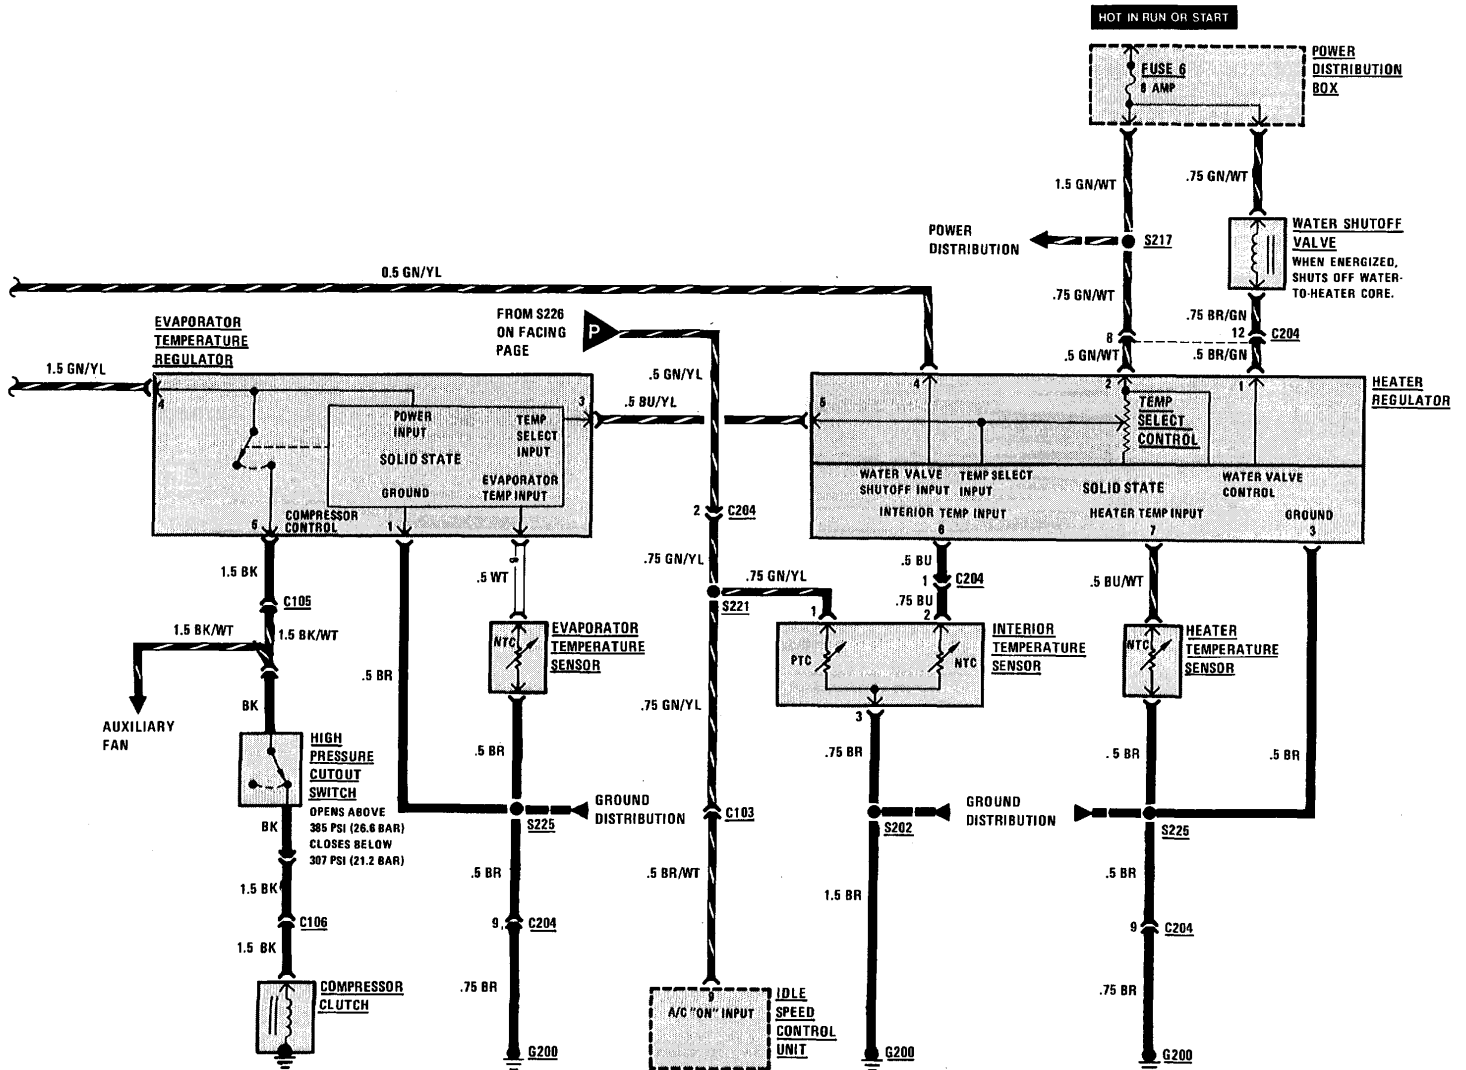 HOT IN RUN OR START
POWER
DISTRIBUTION
BOX
FUSE 6
8 AMP
1.5 GN/WT
.75 GN/WT
POWER
DISTRIBUTION
S217
WATER SHUTOFF
VALVE
WHEN ENERGIZED,
SHUTS OFF WATER-
TO-HEATER CORE.
0.5 GN/YL
.75 GN/WT
.75 BR/GN
8
12
C204
.5 GN/WT
.5 BR/GN
EVAPORATOR
TEMPERATURE
REGULATOR
FROM S226
ON FACING
PAGE
P
1.5 GN/YL
.5 GN/YL
.5 BU/YL
4
3
5
4
2
1
HEATER
REGULATOR
POWER
INPUT
TEMP
SELECT
INPUT
SOLID STATE
EVAPORATOR
TEMP INPUT
GROUND
COMPRESSOR
CONTROL
5
1
TEMP
SELECT
CONTROL
WATER VALVE
SHUTOFF INPUT
TEMP SELECT
INPUT
SOLID STATE
WATER VALVE
CONTROL
INTERIOR TEMP INPUT
HEATER TEMP INPUT
GROUND
6
7
3
2
C204
1.5 BK
.5 WT
8
.75 GN/YL
.75 GN/YL
.5 BU
1
C204
.75 BU
.5 BU/WT
C105
S221
1
2
1.5 BK/WT
1.5 BK/WT
AUXILIARY
FAN
NTC
EVAPORATOR
TEMPERATURE
SENSOR
PTC
NTC
INTERIOR
TEMPERATURE
SENSOR
NTC
HEATER
TEMPERATURE
SENSOR
.5 BR
BK
.75 GN/YL
3
HIGH
PRESSURE
CUTOUT
SWITCH
OPENS ABOVE
385 PSI (26.6 BAR)
CLOSES BELOW
307 PSI (21.2 BAR)
.5 BR
.75 BR
.5 BR
.5 BR
GROUND
DISTRIBUTION
S225
C103
S202
GROUND
DISTRIBUTION
S225
BK
1.5 BK
.5 BR
.5 BR/WT
1.5 BR
.5 BR
C106
9
C204
9
C204
1.5 BK
.75 BR
.75 BR
COMPRESSOR
CLUTCH
9
A/C "ON" INPUT
IDLE
SPEED
CONTROL
UNIT
G200
G200
G200